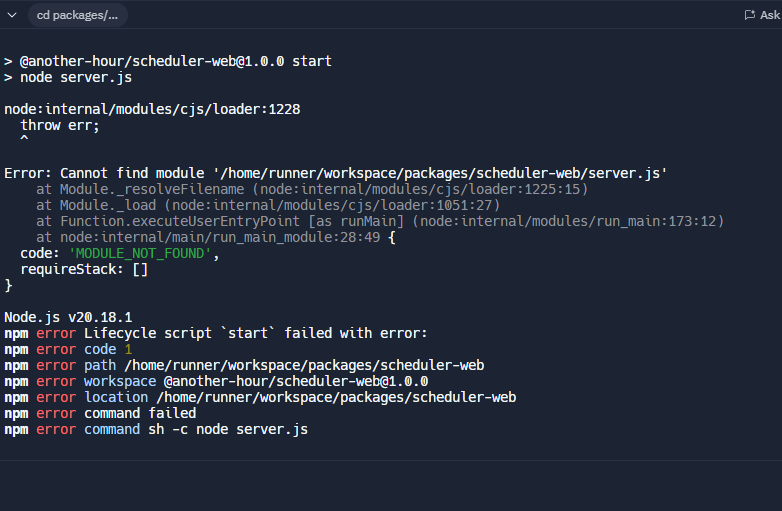 cd packages/...
Ask
> @another-hour/scheduler-web@1.0.0 start
> node server.js
node:internal/modules/cjs/loader:1228
  throw err;
  ^
Error: Cannot find module '/home/runner/workspace/packages/scheduler-web/server.js'
    at Module._resolveFilename (node:internal/modules/cjs/loader:1225:15)
    at Module._load (node:internal/modules/cjs/loader:1051:27)
    at Function.executeUserEntryPoint [as runMain] (node:internal/modules/run_main:173:12)
    at node:internal/main/run_main_module:28:49 {
  code: 'MODULE_NOT_FOUND',
  requireStack: []
}
Node.js v20.18.1
npm error Lifecycle script `start` failed with error:
npm error code 1
npm error path /home/runner/workspace/packages/scheduler-web
npm error workspace @another-hour/scheduler-web@1.0.0
npm error location /home/runner/workspace/packages/scheduler-web
npm error command failed
npm error command sh -c node server.js